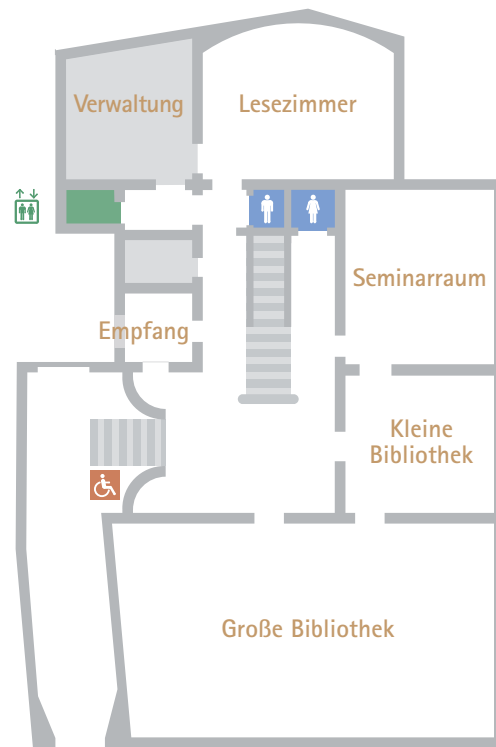 Verwaltung
Lesezimmer
Seminarraum
Empfang
Kleine
Bibliothek
Große Bibliothek